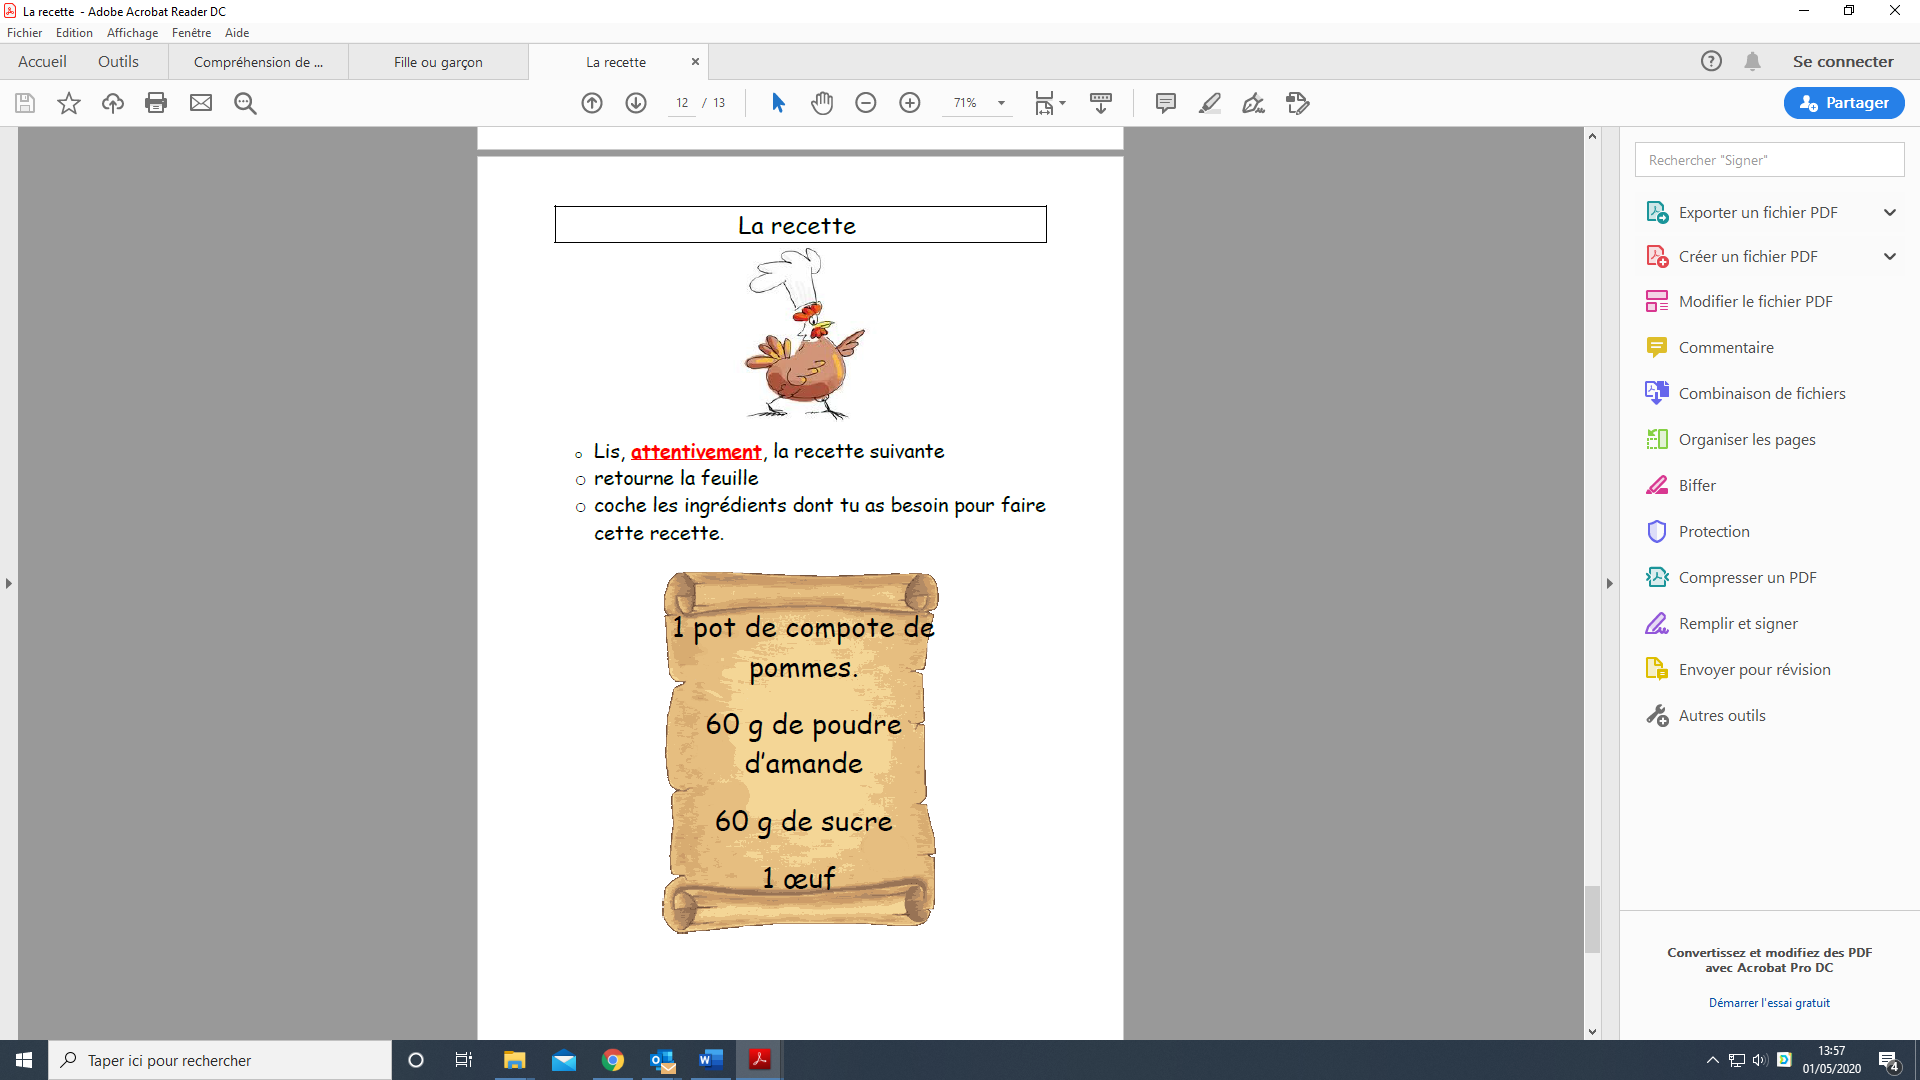 La recette - Adobe Acrobat Reader DC
Fichier Edition Affichage Fenêtre Aide
Accueil Outils Compréhension de ... Fille ou garçon La recette Se connecter
12 / 13 71% Partager
Rechercher "Signer"
Exporter un fichier PDF
Créer un fichier PDF
Modifier le fichier PDF
Commentaire
Combinaison de fichiers
Organiser les pages
Biffer
Protection
Compresser un PDF
Remplir et signer
Envoyer pour révision
Autres outils
Convertissez et modifiez des PDF
avec Acrobat Pro DC
Démarrer l'essai gratuit
La recette
Lis, attentivement, la recette suivante
retourne la feuille
coche les ingrédients dont tu as besoin pour faire
cette recette.
1 pot de compote de
pommes.
60 g de poudre
d'amande
60 g de sucre
1 œuf
Taper ici pour rechercher
13:57
01/05/2020
4